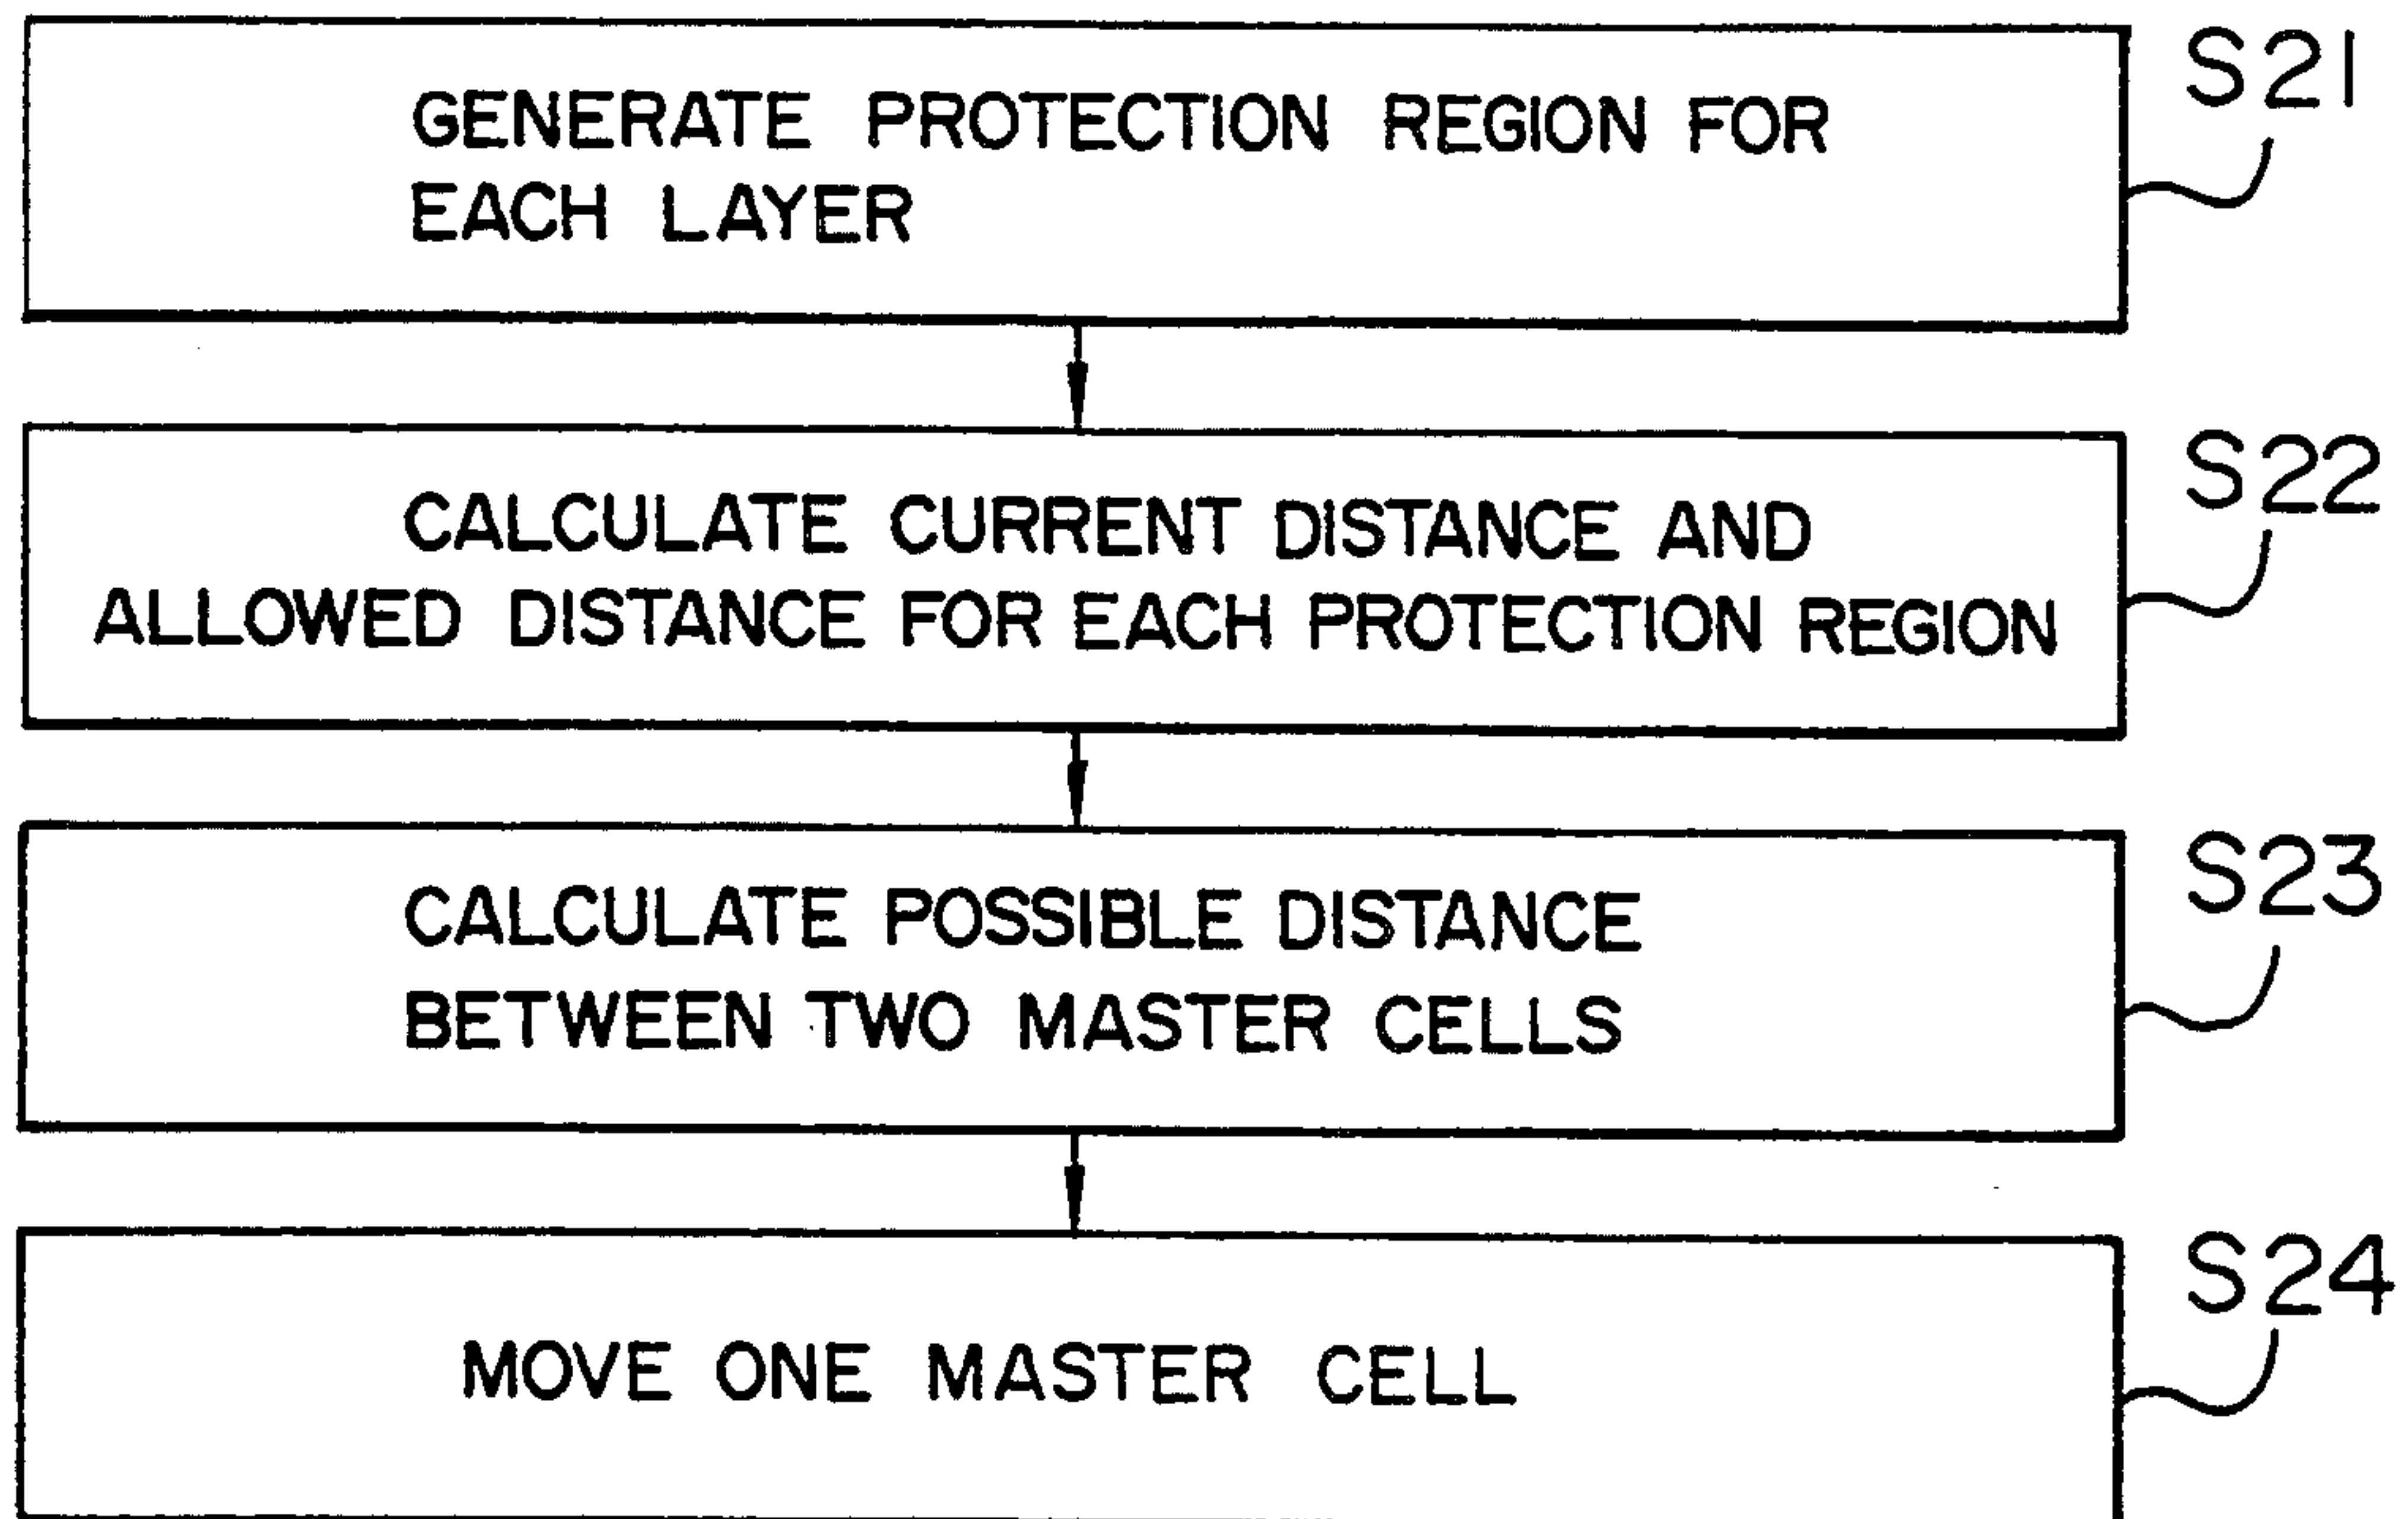 S21
GENERATE PROTECTION REGION FOR
EACH LAYER
S22
CALCULATE CURRENT DISTANCE AND
ALLOWED DISTANCE FOR EACH PROTECTION REGION
S23
CALCULATE POSSIBLE DISTANCE
BETWEEN TWO MASTER CELLS
S24
MOVE ONE MASTER CELL